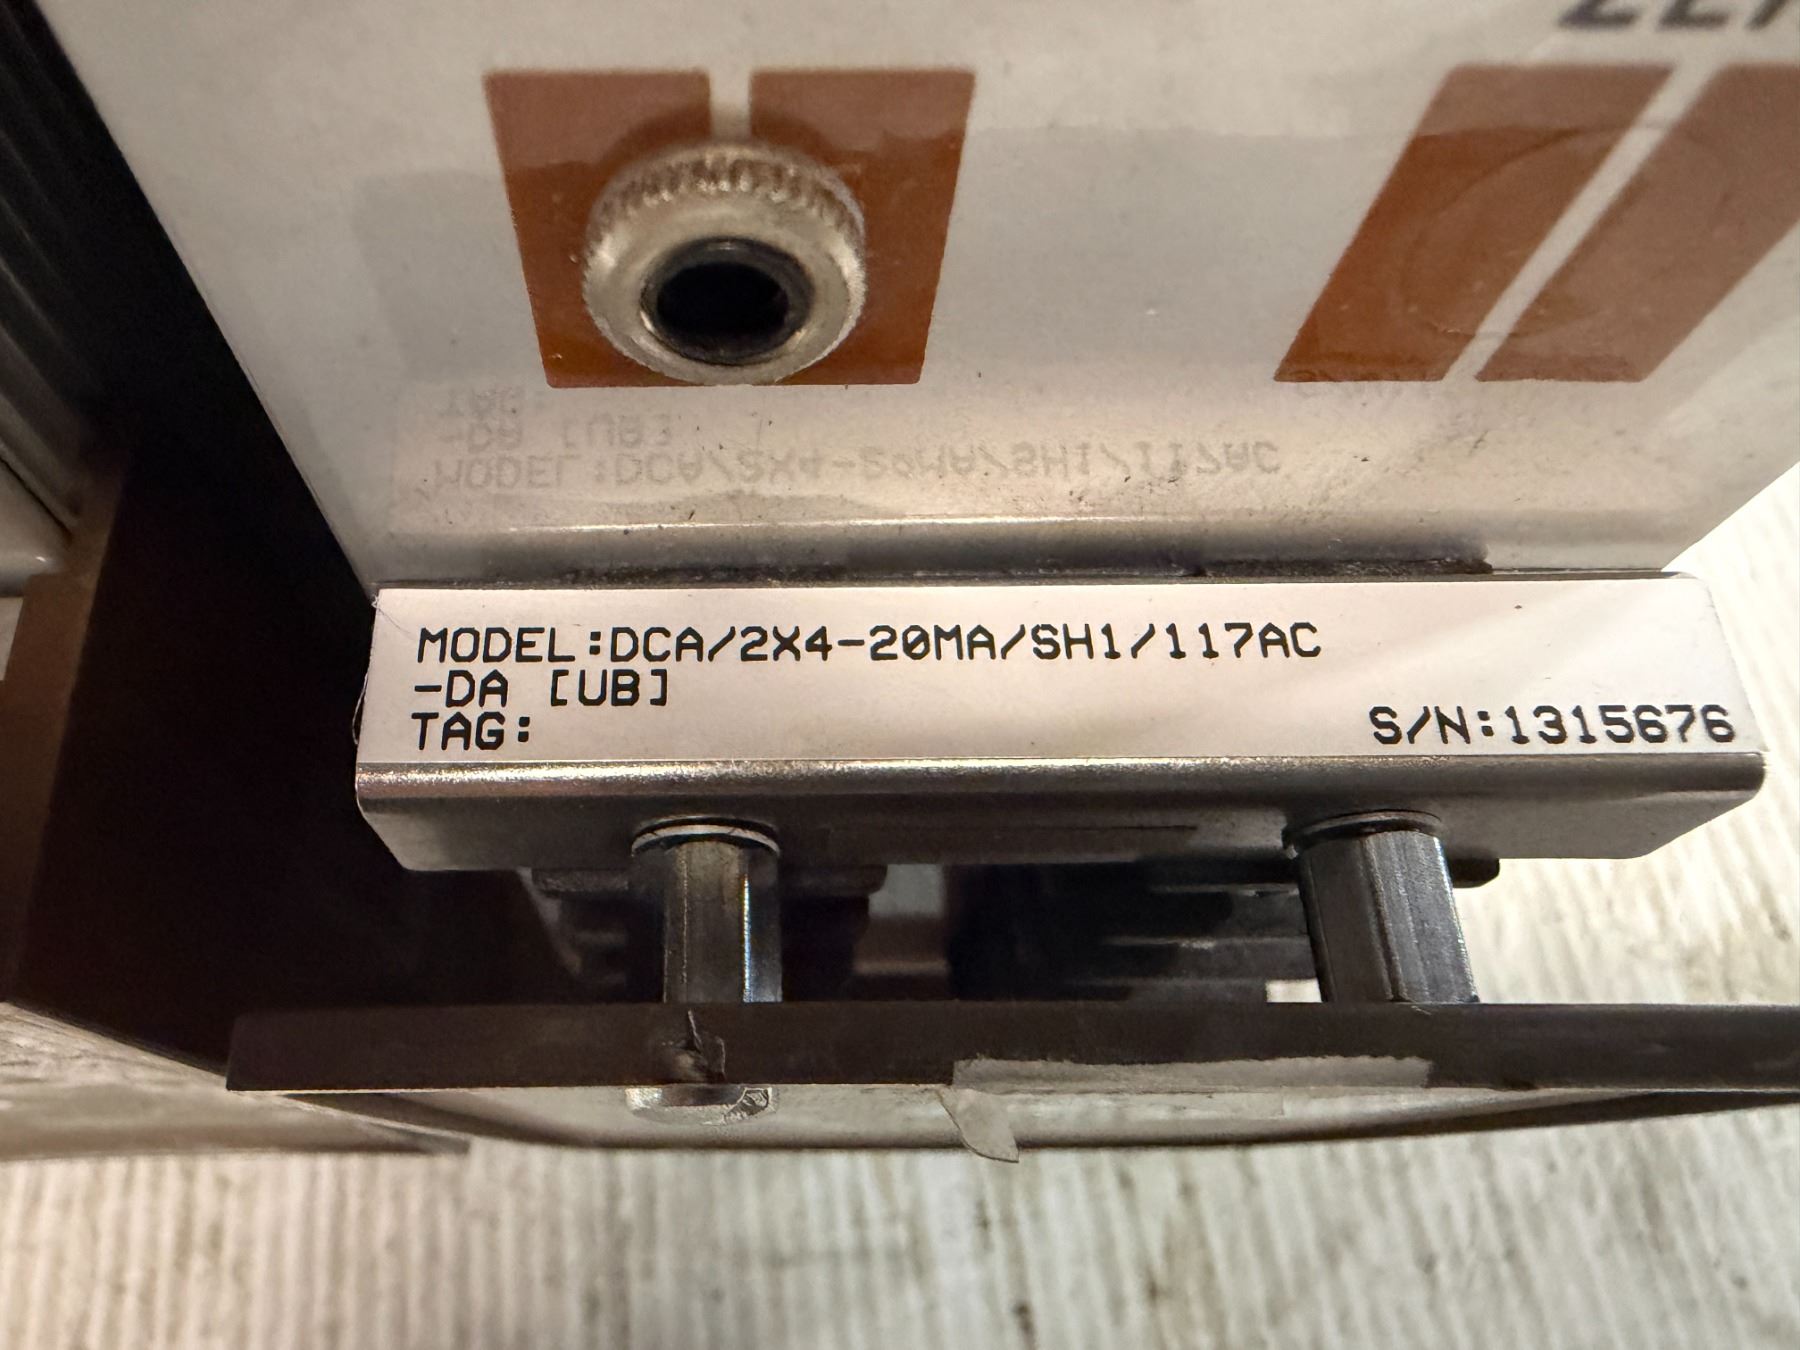 MODEL:DCA/2X4-20MA/SH1/117AC
-DA [UB]
TAG:
S/N:1315676